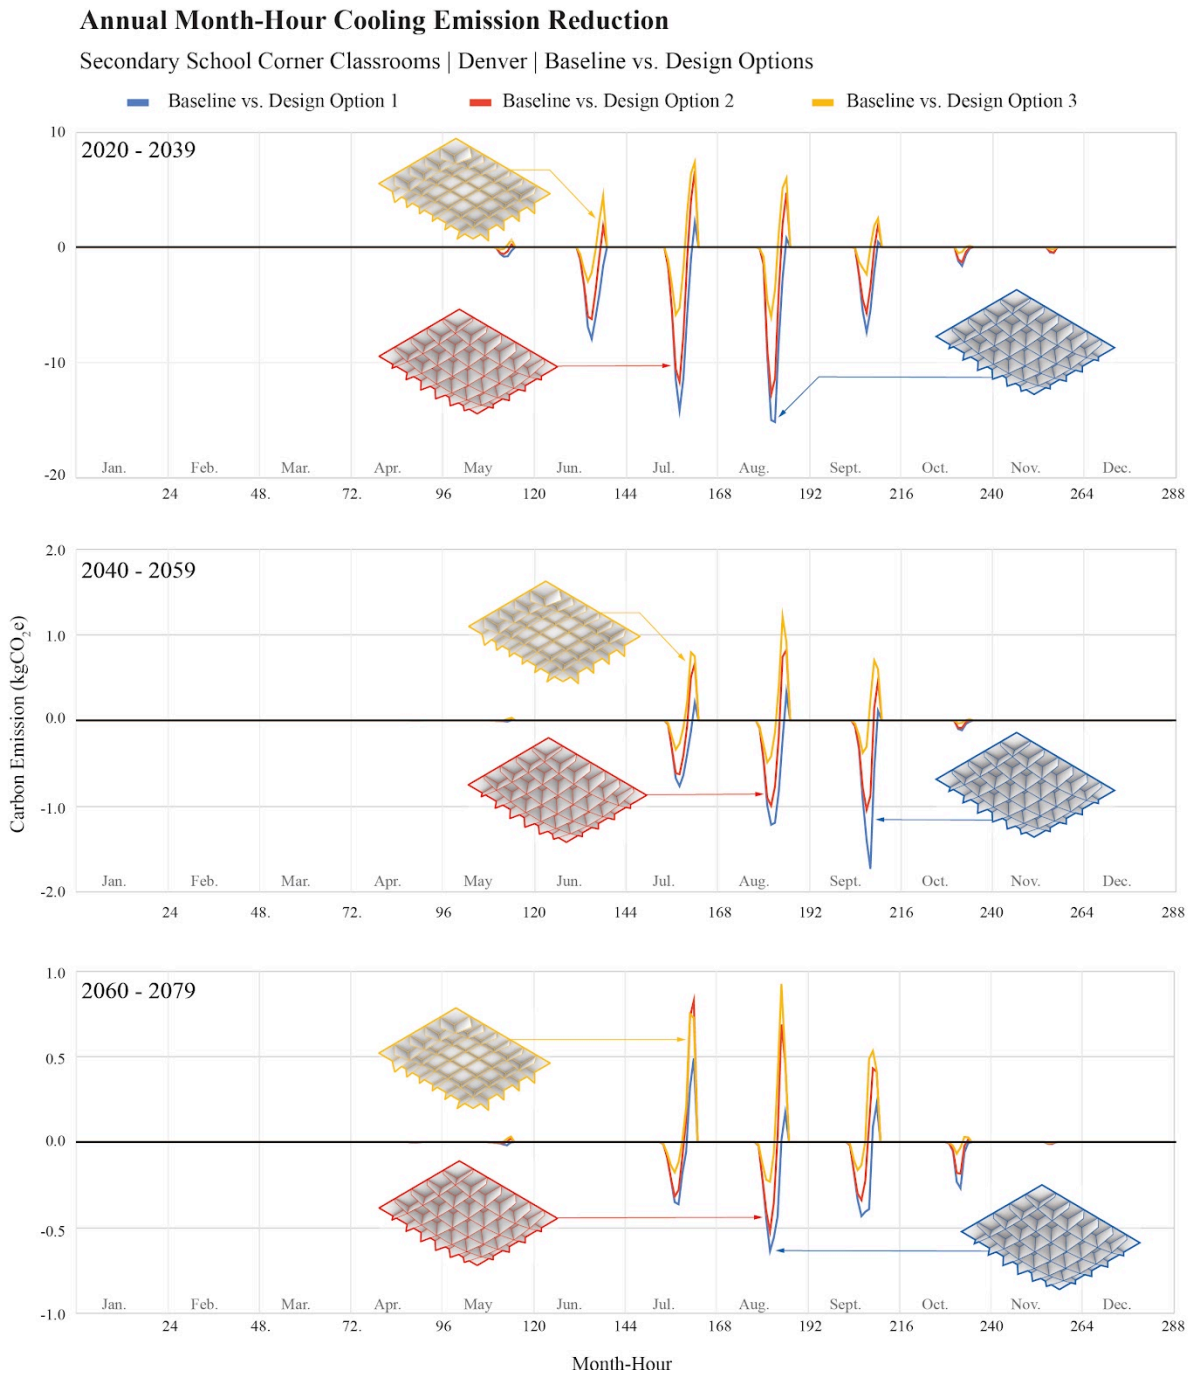 Annual Month-Hour Cooling Emission Reduction
Secondary School Corner Classrooms | Denver | Baseline vs. Design Options
Baseline vs. Design Option 1 Baseline vs. Design Option 2 Baseline vs. Design Option 3
10
2020 - 2039
0
-10
-20
Jan. Feb. Mar. Apr. May Jun. Jul. Aug. Sept. Oct. Nov. Dec.
24 48. 72. 96 120 144 168 192 216 240 264 288
2.0
2040 - 2059
1.0
0.0
-1.0
-2.0
Jan. Feb. Mar. Apr. May Jun. Jul. Aug. Sept. Oct. Nov. Dec.
24 48. 72. 96 120 144 168 192 216 240 264 288
Carbon Emission (kgCO₂e)
1.0
2060 - 2079
0.5
0.0
-0.5
-1.0
Jan. Feb. Mar. Apr. May Jun. Jul. Aug. Sept. Oct. Nov. Dec.
24 48. 72. 96 120 144 168 192 216 240 264 288
Month-Hour